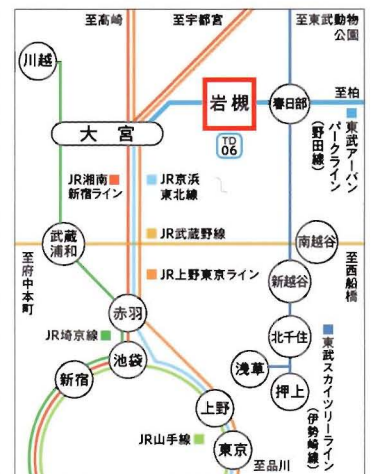 至高崎
至宇都宮
至東武動物
公園
川越
岩槻
春日部
至柏
TD
06
大宮
東武アーバン
パークライン
(野田線)
JR湘南
新宿ライン
JR京浜
東北線
JR武蔵野線
武蔵
浦和
南越谷
至府中本町
至西船橋
JR上野東京ライン
新越谷
赤羽
JR埼京線
北千住
池袋
浅草
押上
新宿
東武スカイツリーライン
(伊勢崎線)
上野
JR山手線
東京
至品川